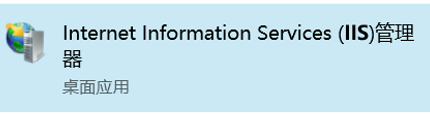 Internet Information Services (IIS)管理
器
桌面应用